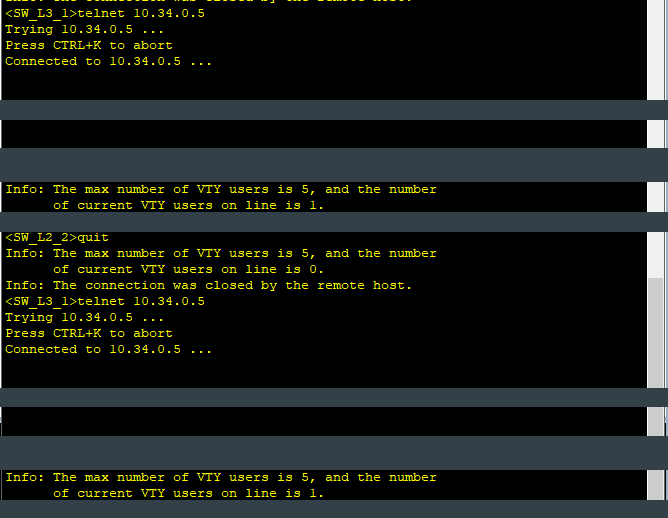 <SW_L3_1>telnet 10.34.0.5
Trying 10.34.0.5 ...
Press CTRL+K to abort
Connected to 10.34.0.5 ...
Info: The max number of VTY users is 5, and the number
of current VTY users on line is 1.
<SW_L2_2>quit
Info: The max number of VTY users is 5, and the number
of current VTY users on line is 0.
Info: The connection was closed by the remote host.
<SW_L3_1>telnet 10.34.0.5
Trying 10.34.0.5 ...
Press CTRL+K to abort
Connected to 10.34.0.5 ...
Info: The max number of VTY users is 5, and the number
of current VTY users on line is 1.